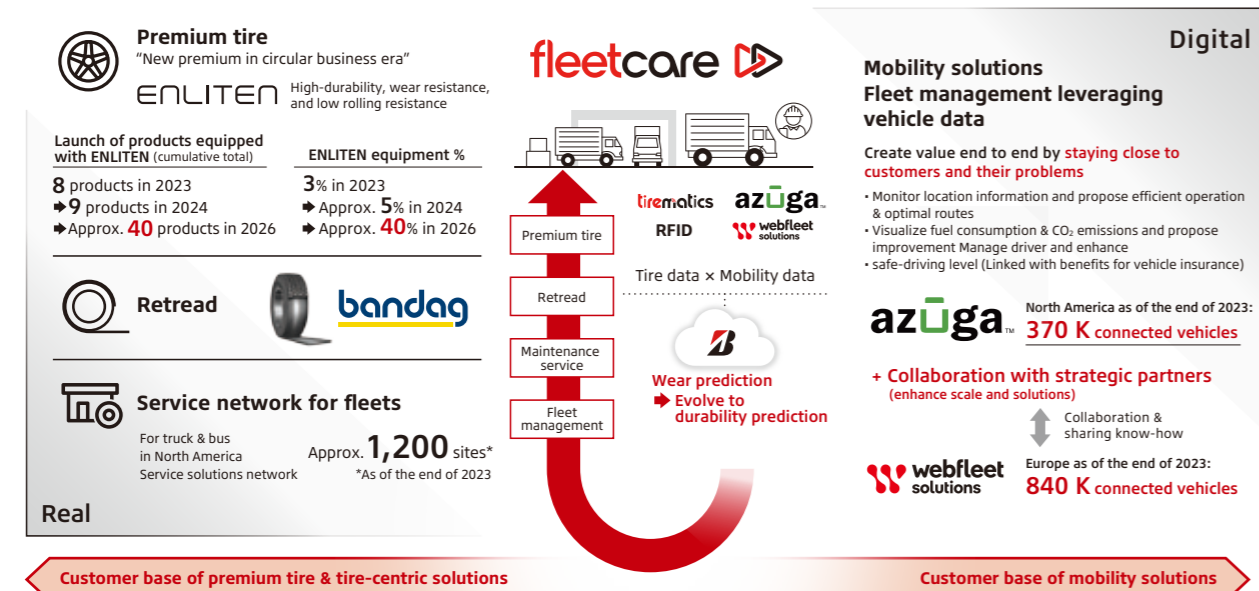 Premium tire
“New premium in circular business era”
ENLITEN
High-durability, wear resistance,
and low rolling resistance
Launch of products equipped
with ENLITEN (cumulative total)
8 products in 2023
➡9 products in 2024
➡Approx. 40 products in 2026
ENLITEN equipment %
3% in 2023
➡ Approx. 5% in 2024
➡ Approx. 40% in 2026
Retread
bandag
Service network for fleets
For truck & bus
in North America
Service solutions network
Approx. 1,200 sites*
*As of the end of 2023
Real
fleetcare
Premium tire
Retread
Maintenance
service
Fleet
management
tirematics
azūga™
RFID
webfleet
solutions
Tire data × Mobility data
B
Wear prediction
➡ Evolve to
durability prediction
Digital
Mobility solutions
Fleet management leveraging
vehicle data
Create value end to end by staying close to
customers and their problems
・Monitor location information and propose efficient operation
& optimal routes
・Visualize fuel consumption & CO₂ emissions and propose
improvement Manage driver and enhance
・safe-driving level (Linked with benefits for vehicle insurance)
azūga™
North America as of the end of 2023:
370 K connected vehicles
+ Collaboration with strategic partners
(enhance scale and solutions)
Collaboration &
sharing know-how
webfleet
solutions
Europe as of the end of 2023:
840 K connected vehicles
Customer base of premium tire & tire-centric solutions
Customer base of mobility solutions